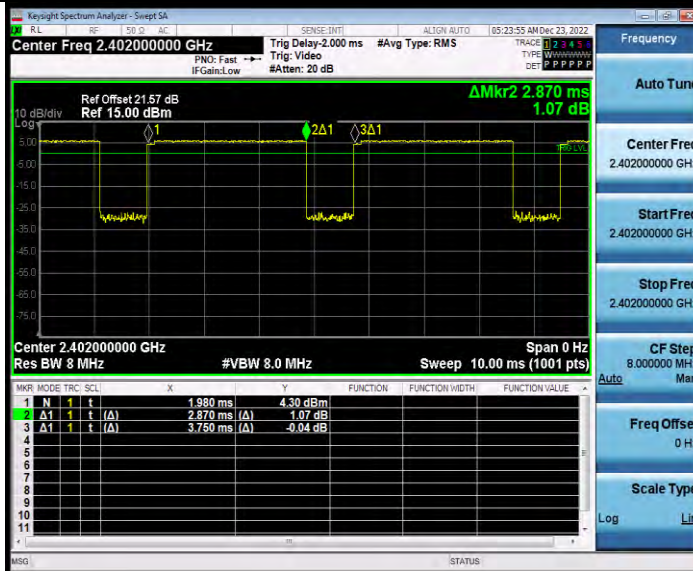 Keysight Spectrum Analyzer - Swept SA
RL RF 50 Ω AC SENSE:INT ALIGN AUTO 05:23:55 AM Dec 23, 2022
Center Freq 2.402000000 GHz
Trig Delay-2.000 ms #Avg Type: RMS
PNO: Fast Trig: Video
IFGain:Low #Atten: 20 dB
TRACE 1 2 3 4 5 6
TYPE WWWWWW
DET P P P P P P
Frequency
Auto Tune
Center Freq
2.402000000 GHz
Start Freq
2.402000000 GHz
Stop Freq
2.402000000 GHz
CF Step
8.000000 MH
Auto Man
Freq Offset
0 H
Scale Type
Log Lin
ΔMkr2 2.870 ms
1.07 dB
Ref Offset 21.57 dB
10 dB/div Ref 15.00 dBm
Log
1 2Δ1 3Δ1
TRIG LVL
5.00
-5.00
-15.0
-25.0
-35.0
-45.0
-55.0
-65.0
-75.0
Center 2.402000000 GHz Span 0 Hz
Res BW 8 MHz #VBW 8.0 MHz Sweep 10.00 ms (1001 pts)
MKR MODE TRC SCL X Y FUNCTION FUNCTION WIDTH FUNCTION VALUE
1 N 1 t 1.980 ms 4.30 dBm
2 Δ1 1 t (Δ) 2.870 ms (Δ) 1.07 dB
3 Δ1 1 t (Δ) 3.750 ms (Δ) -0.04 dB
4
5
6
7
8
9
10
11
MSG STATUS